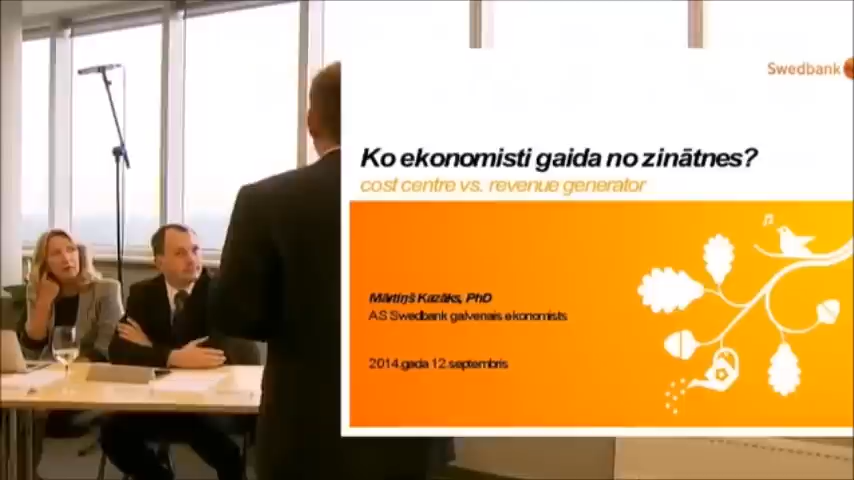 Swedbank
Ko ekonomisti gaida no zinātnes?
cost centre vs. revenue generator
Mārtiņš Kazāks, PhD
AS Swedbank galvenais ekonomists
2014.gada 12.septembris